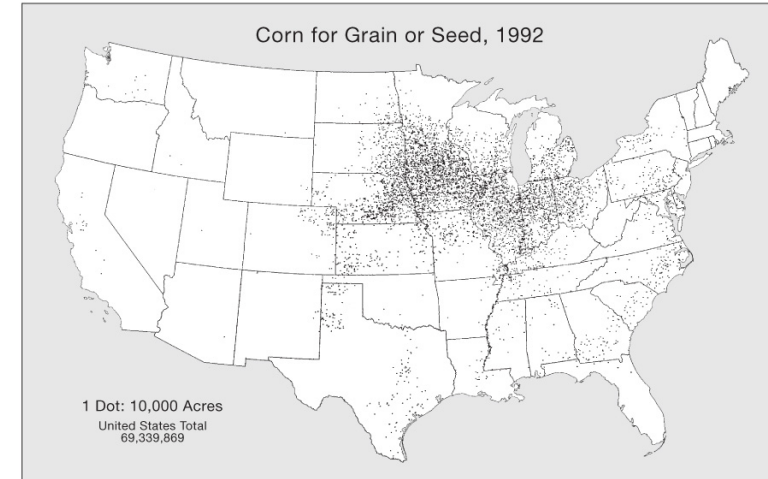 Corn for Grain or Seed, 1992
1 Dot: 10,000 Acres
United States Total
69,339,869